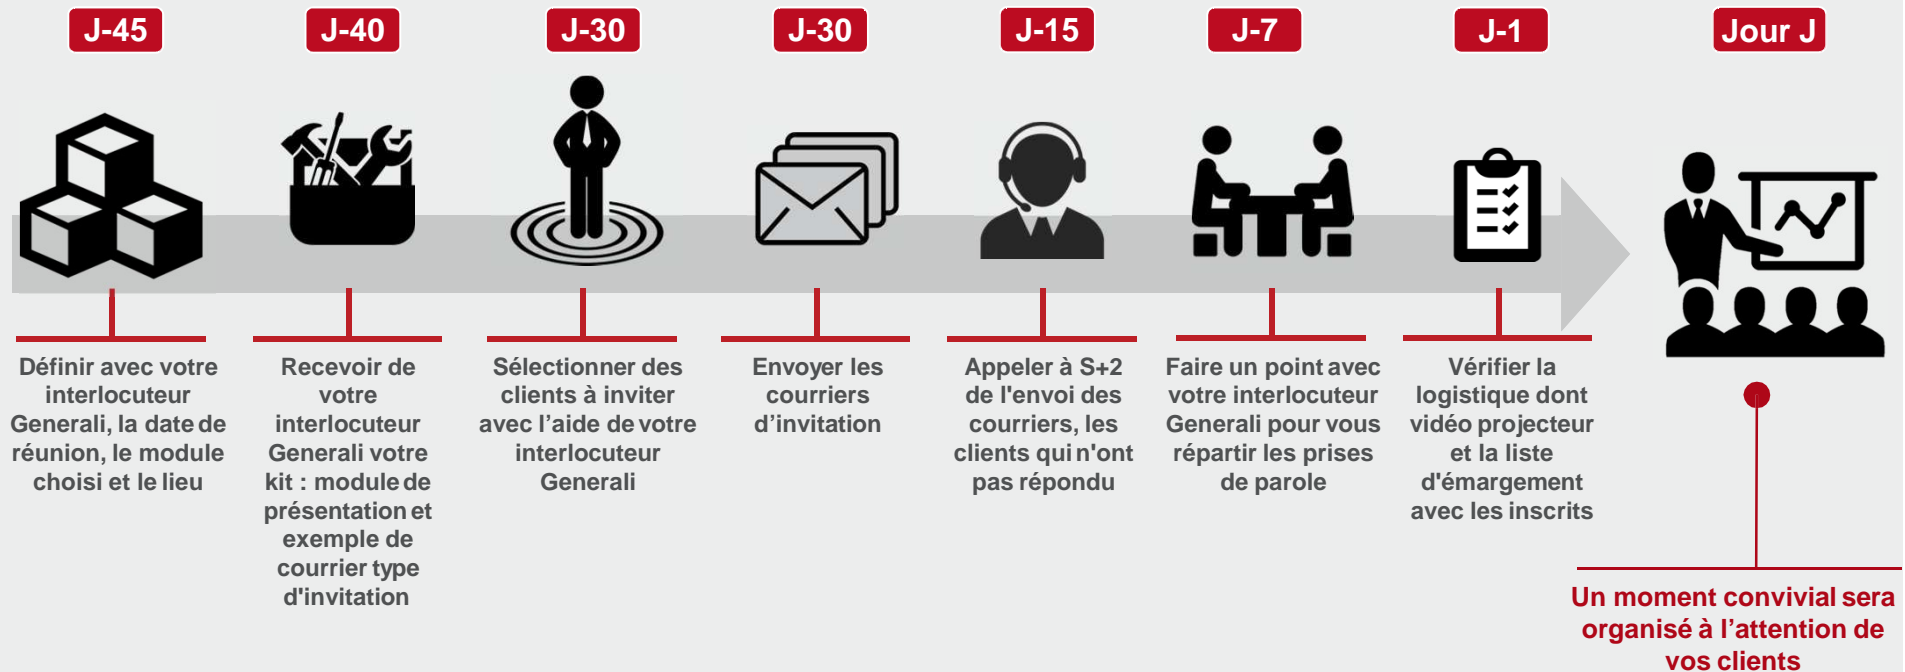 J-45
J-40
J-30
J-30
J-15
J-7
J-1
Jour J
Définir avec votre
interlocuteur
Generali, la date de
réunion, le module
choisi et le lieu
Recevoir de
votre
interlocuteur
Generali votre
kit : module de
présentation et
exemple de
courrier type
d'invitation
Sélectionner des
clients à inviter
avec l’aide de votre
interlocuteur
Generali
Envoyer les
courriers
d’invitation
Appeler à S+2
de l'envoi des
courriers, les
clients qui n'ont
pas répondu
Faire un point avec
votre interlocuteur
Generali pour vous
répartir les prises
de parole
Vérifier la
logistique dont
vidéo projecteur
et la liste
d'émargement
avec les inscrits
Un moment convivial sera
organisé à l’attention de
vos clients